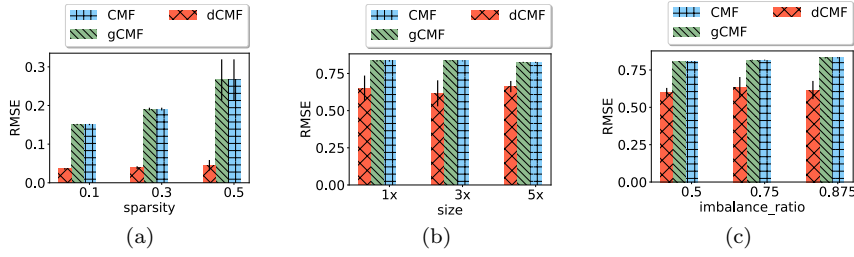 CMF dCMF
gCMF
RMSE
0.3
0.2
0.1
0.0
0.1 0.3 0.5
sparsity
(a)
CMF dCMF
gCMF
RMSE
0.75
0.50
0.25
0.00
1x 3x 5x
size
(b)
CMF dCMF
gCMF
RMSE
0.75
0.50
0.25
0.00
0.5 0.75 0.875
imbalance_ratio
(c)